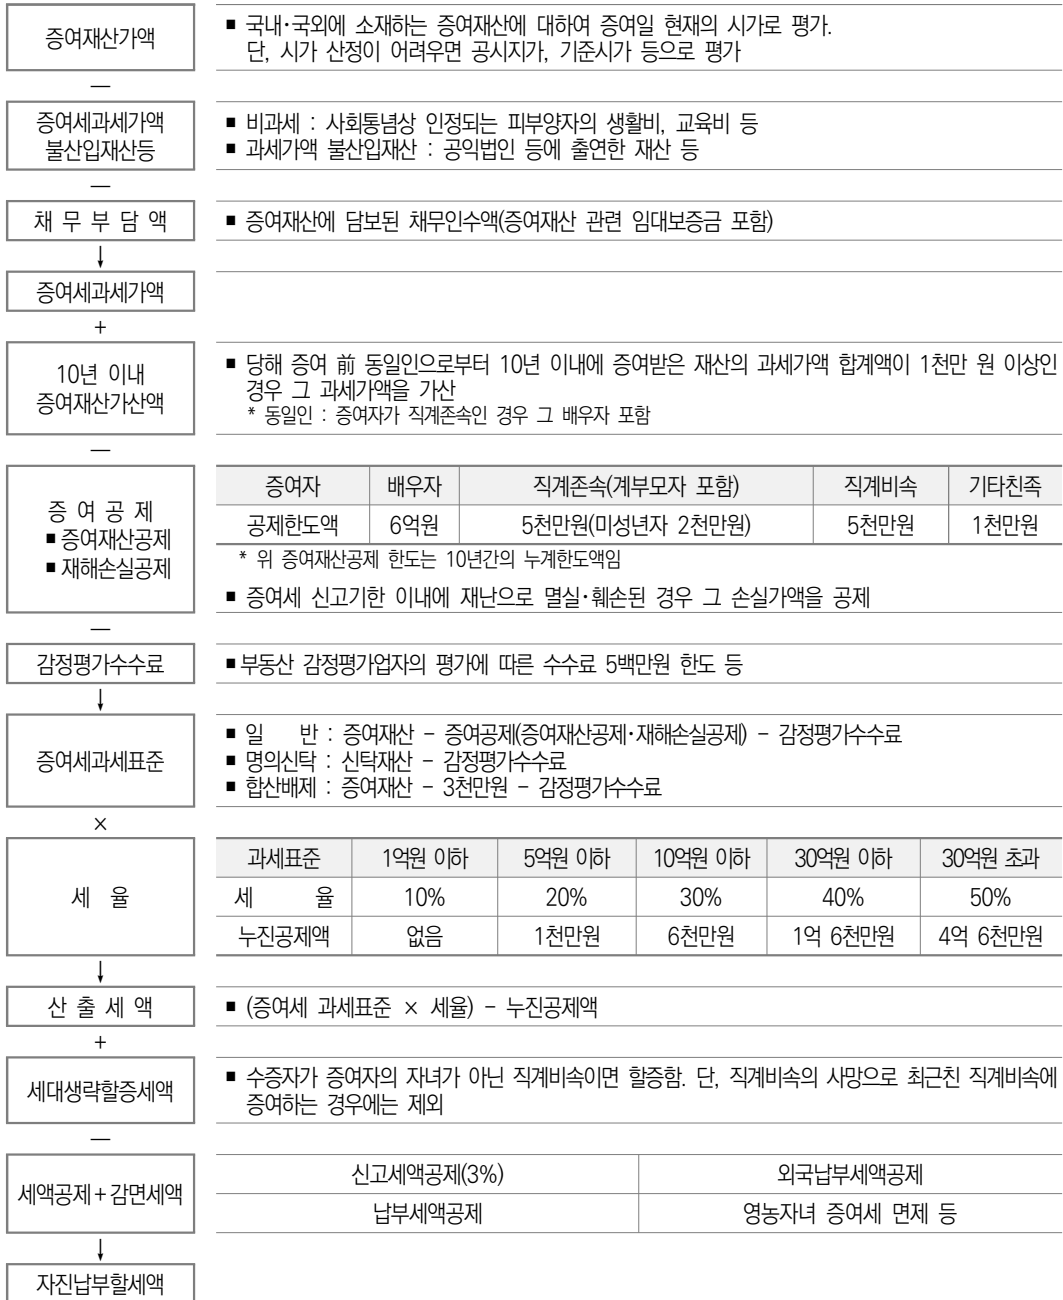 증여재산가액
■ 국내·국외에 소재하는 증여재산에 대하여 증여일 현재의 시가로 평가.
단, 시가 산정이 어려우면 공시지가, 기준시가 등으로 평가
―
증여세과세가액
불산입재산등
■ 비과세 : 사회통념상 인정되는 피부양자의 생활비, 교육비 등
■ 과세가액 불산입재산 : 공익법인 등에 출연한 재산 등
―
채 무 부 담 액
■ 증여재산에 담보된 채무인수액(증여재산 관련 임대보증금 포함)
↓
증여세과세가액
+
10년 이내
증여재산가산액
■ 당해 증여 前 동일인으로부터 10년 이내에 증여받은 재산의 과세가액 합계액이 1천만 원 이상인
경우 그 과세가액을 가산
* 동일인 : 증여자가 직계존속인 경우 그 배우자 포함
―
증 여 공 제
■ 증여재산공제
■ 재해손실공제
증여자 배우자 직계존속(계부모자 포함) 직계비속 기타친족
공제한도액 6억원 5천만원(미성년자 2천만원) 5천만원 1천만원
* 위 증여재산공제 한도는 10년간의 누계한도액임
■ 증여세 신고기한 이내에 재난으로 멸실·훼손된 경우 그 손실가액을 공제
―
감정평가수수료
■ 부동산 감정평가업자의 평가에 따른 수수료 5백만원 한도 등
↓
증여세과세표준
■ 일 반 : 증여재산 - 증여공제(증여재산공제·재해손실공제) - 감정평가수수료
■ 명의신탁 : 신탁재산 - 감정평가수수료
■ 합산배제 : 증여재산 - 3천만원 - 감정평가수수료
×
세 율
과세표준 1억원 이하 5억원 이하 10억원 이하 30억원 이하 30억원 초과
세 율 10% 20% 30% 40% 50%
누진공제액 없음 1천만원 6천만원 1억 6천만원 4억 6천만원
↓
산 출 세 액
■ (증여세 과세표준 × 세율) - 누진공제액
+
세대생략할증세액
■ 수증자가 증여자의 자녀가 아닌 직계비속이면 할증함. 단, 직계비속의 사망으로 최근친 직계비속에
증여하는 경우에는 제외
―
세액공제+감면세액
신고세액공제(3%) 외국납부세액공제
납부세액공제 영농자녀 증여세 면제 등
↓
자진납부할세액